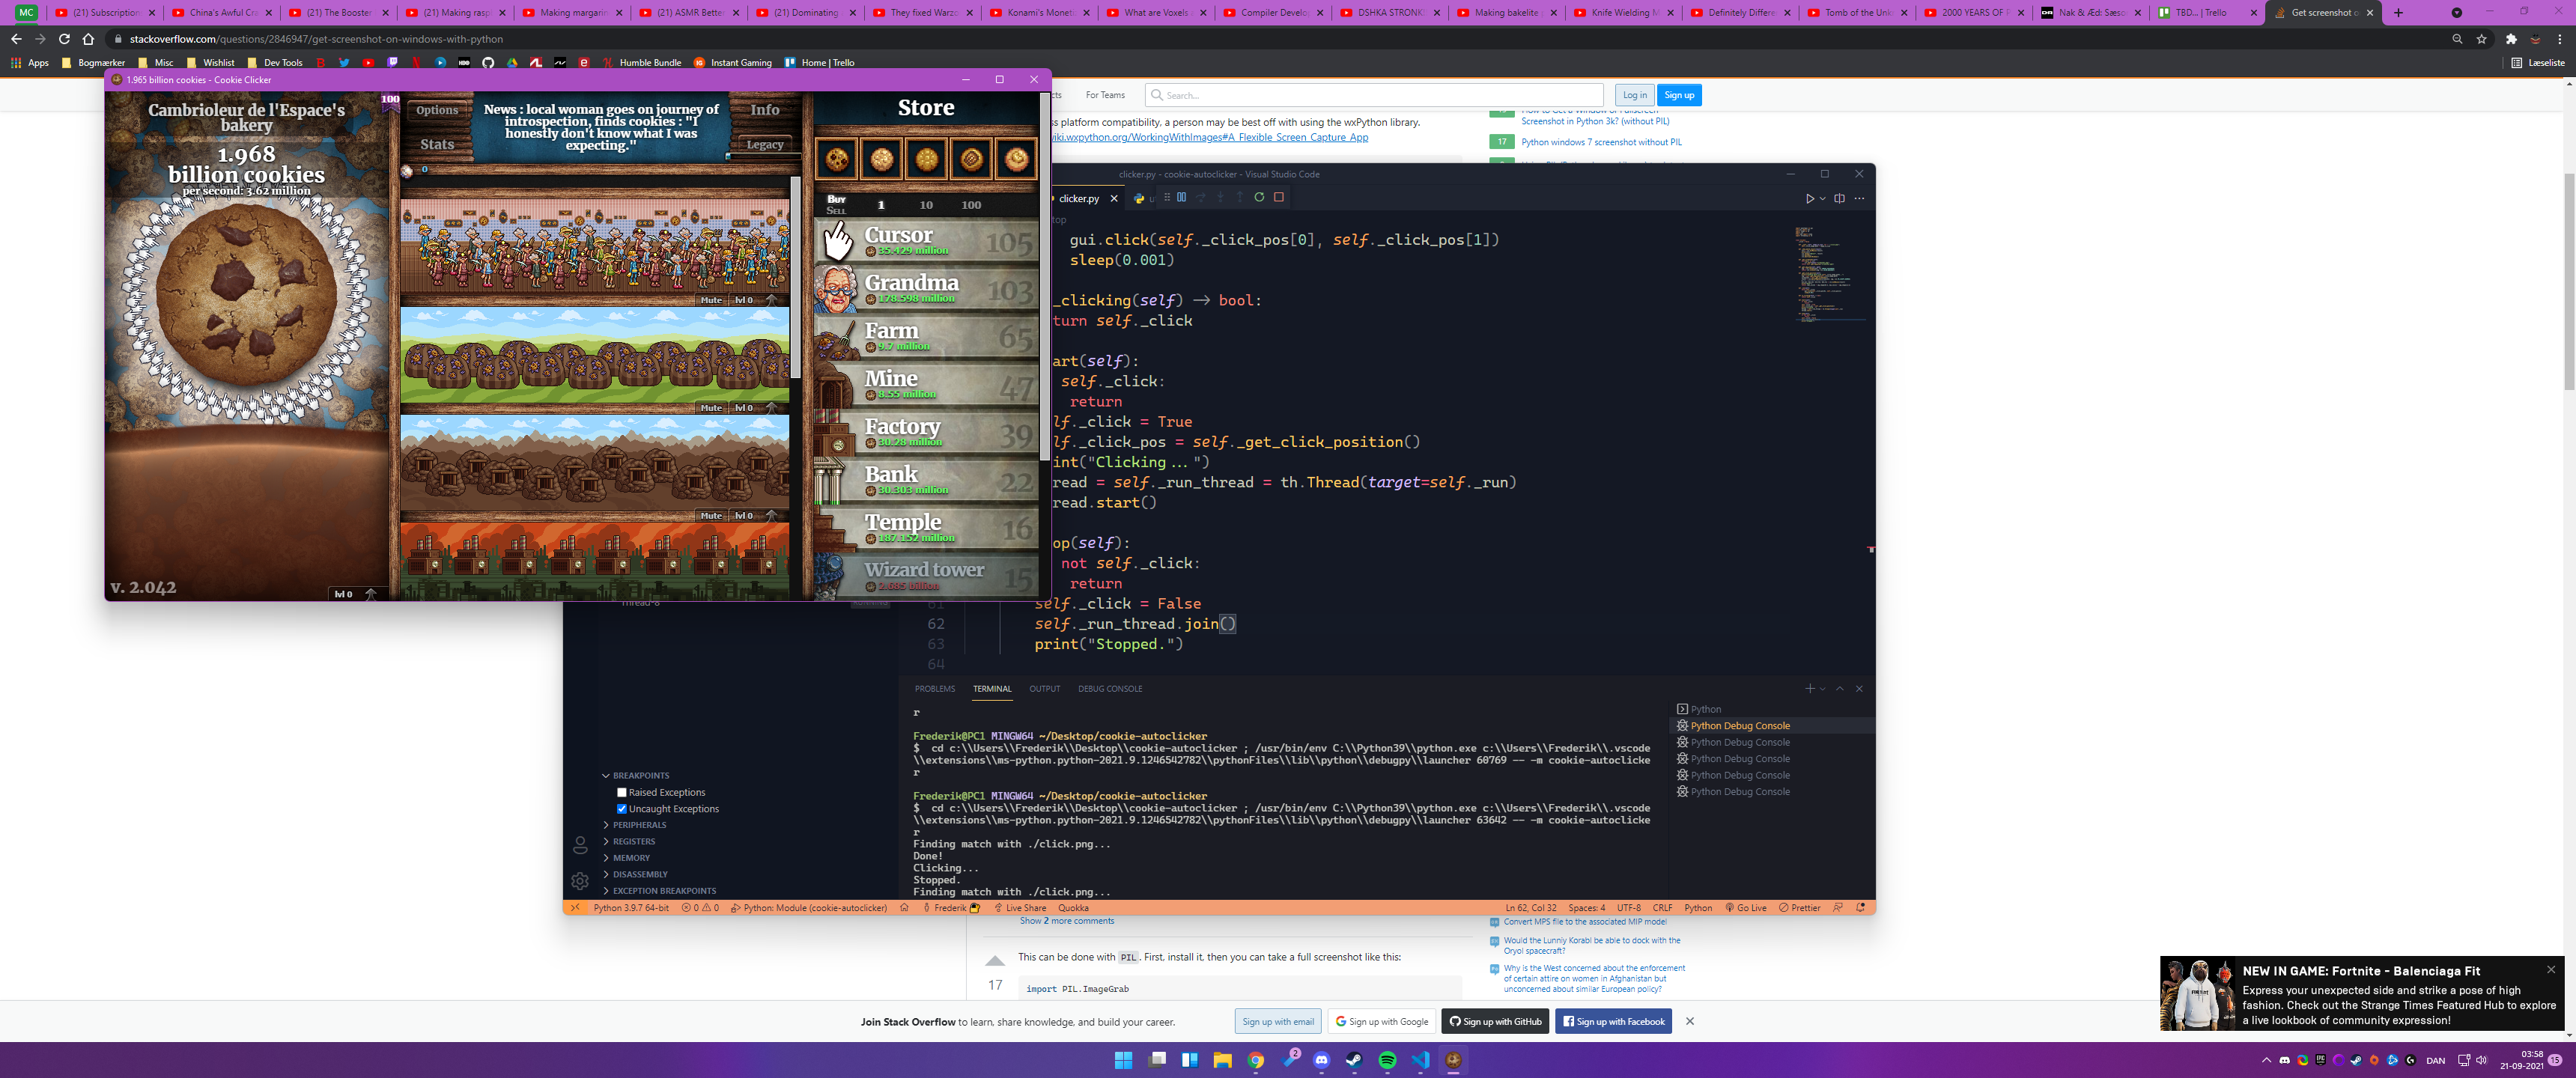 MC
(21) Subscription
China's Awful Cra
(21) The Booster
(21) Making rasp
Making margarin
(21) ASMR Better
(21) Dominating
They fixed Warzo
Konami's Moneti
What are Voxels
Compiler Develo
DSHKA STRONK
Making bakelite
Knife Wielding M
Definitely Differe
Tomb of the Unk
2000 YEARS OF P
Nak & Æd: Sæso
TBD... | Trello
Get screenshot o
stackoverflow.com/questions/2846947/get-screenshot-on-windows-with-python
Apps
Bogmærker
Misc
Wishlist
Dev Tools
Humble Bundle
Instant Gaming
Home | Trello
Læseliste
1.965 billion cookies - Cookie Clicker
Cambrioleur de l'Espace's
bakery
100
1.968
billion cookies
per second: 3.62 million
v. 2.042
lvl 0
Options
Stats
News : local woman goes on journey of
introspection, finds cookies : "I
honestly don't know what I was
expecting."
Info
Legacy
0
Mute lvl 0
Mute lvl 0
Mute lvl 0
Store
Buy
Sell
1 10 100
Cursor 105
35.429 million
Grandma 103
178.598 million
Farm 65
9.7 million
Mine 47
8.55 million
Factory 39
30.28 million
Bank 22
30.303 million
Temple 16
187.152 million
Wizard tower 15
2.685 billion
cts
For Teams
Search...
Log in
Sign up
ss platform compatibility, a person may be best off with using the wxPython library.
iki.wxpython.org/WorkingWithImages#A_Flexible_Screen_Capture_App
Screenshot in Python 3k? (without PIL)
17 Python windows 7 screenshot without PIL
clicker.py - cookie-autoclicker - Visual Studio Code
clicker.py
gui.click(self._click_pos[0], self._click_pos[1])
sleep(0.001)
_clicking(self) -> bool:
turn self._click
art(self):
self._click:
return
lf._click = True
lf._click_pos = self._get_click_position()
int("Clicking...")
read = self._run_thread = th.Thread(target=self._run)
read.start()
op(self):
not self._click:
return
61 self._click = False
62 self._run_thread.join()
63 print("Stopped.")
64
Thread-8
RUNNING
BREAKPOINTS
Raised Exceptions
Uncaught Exceptions
PERIPHERALS
REGISTERS
MEMORY
DISASSEMBLY
EXCEPTION BREAKPOINTS
PROBLEMS TERMINAL OUTPUT DEBUG CONSOLE
r
Frederik@PC1 MINGW64 ~/Desktop/cookie-autoclicker
$ cd c:\\Users\\Frederik\\Desktop\\cookie-autoclicker ; /usr/bin/env C:\\Python39\\python.exe c:\\Users\\Frederik\\.vscode
\\extensions\\ms-python.python-2021.9.1246542782\\pythonFiles\\lib\\python\\debugpy\\launcher 60769 -- -m cookie-autoclicke
r
Frederik@PC1 MINGW64 ~/Desktop/cookie-autoclicker
$ cd c:\\Users\\Frederik\\Desktop\\cookie-autoclicker ; /usr/bin/env C:\\Python39\\python.exe c:\\Users\\Frederik\\.vscode
\\extensions\\ms-python.python-2021.9.1246542782\\pythonFiles\\lib\\python\\debugpy\\launcher 63642 -- -m cookie-autoclicke
r
Finding match with ./click.png...
Done!
Clicking...
Stopped.
Finding match with ./click.png...
Python
Python Debug Console
Python Debug Console
Python Debug Console
Python Debug Console
Python Debug Console
Python 3.9.7 64-bit
0 0
Python: Module (cookie-autoclicker)
Frederik
Live Share
Quokka
Ln 62, Col 32
Spaces: 4
UTF-8
CRLF
Python
Go Live
Prettier
Show 2 more comments
17
This can be done with PIL. First, install it, then you can take a full screenshot like this:
import PIL.ImageGrab
Convert MPS file to the associated MIP model
Would the Lunniy Korabl be able to dock with the
Oryol spacecraft?
Why is the West concerned about the enforcement
of certain attire on women in Afghanistan but
unconcerned about similar European policy?
Join Stack Overflow to learn, share knowledge, and build your career.
Sign up with email
Sign up with Google
Sign up with GitHub
Sign up with Facebook
NEW IN GAME: Fortnite - Balenciaga Fit
Express your unexpected side and strike a pose of high
fashion. Check out the Strange Times Featured Hub to explore
a live lookbook of community expression!
2
DAN
03:58
21-09-2021
15